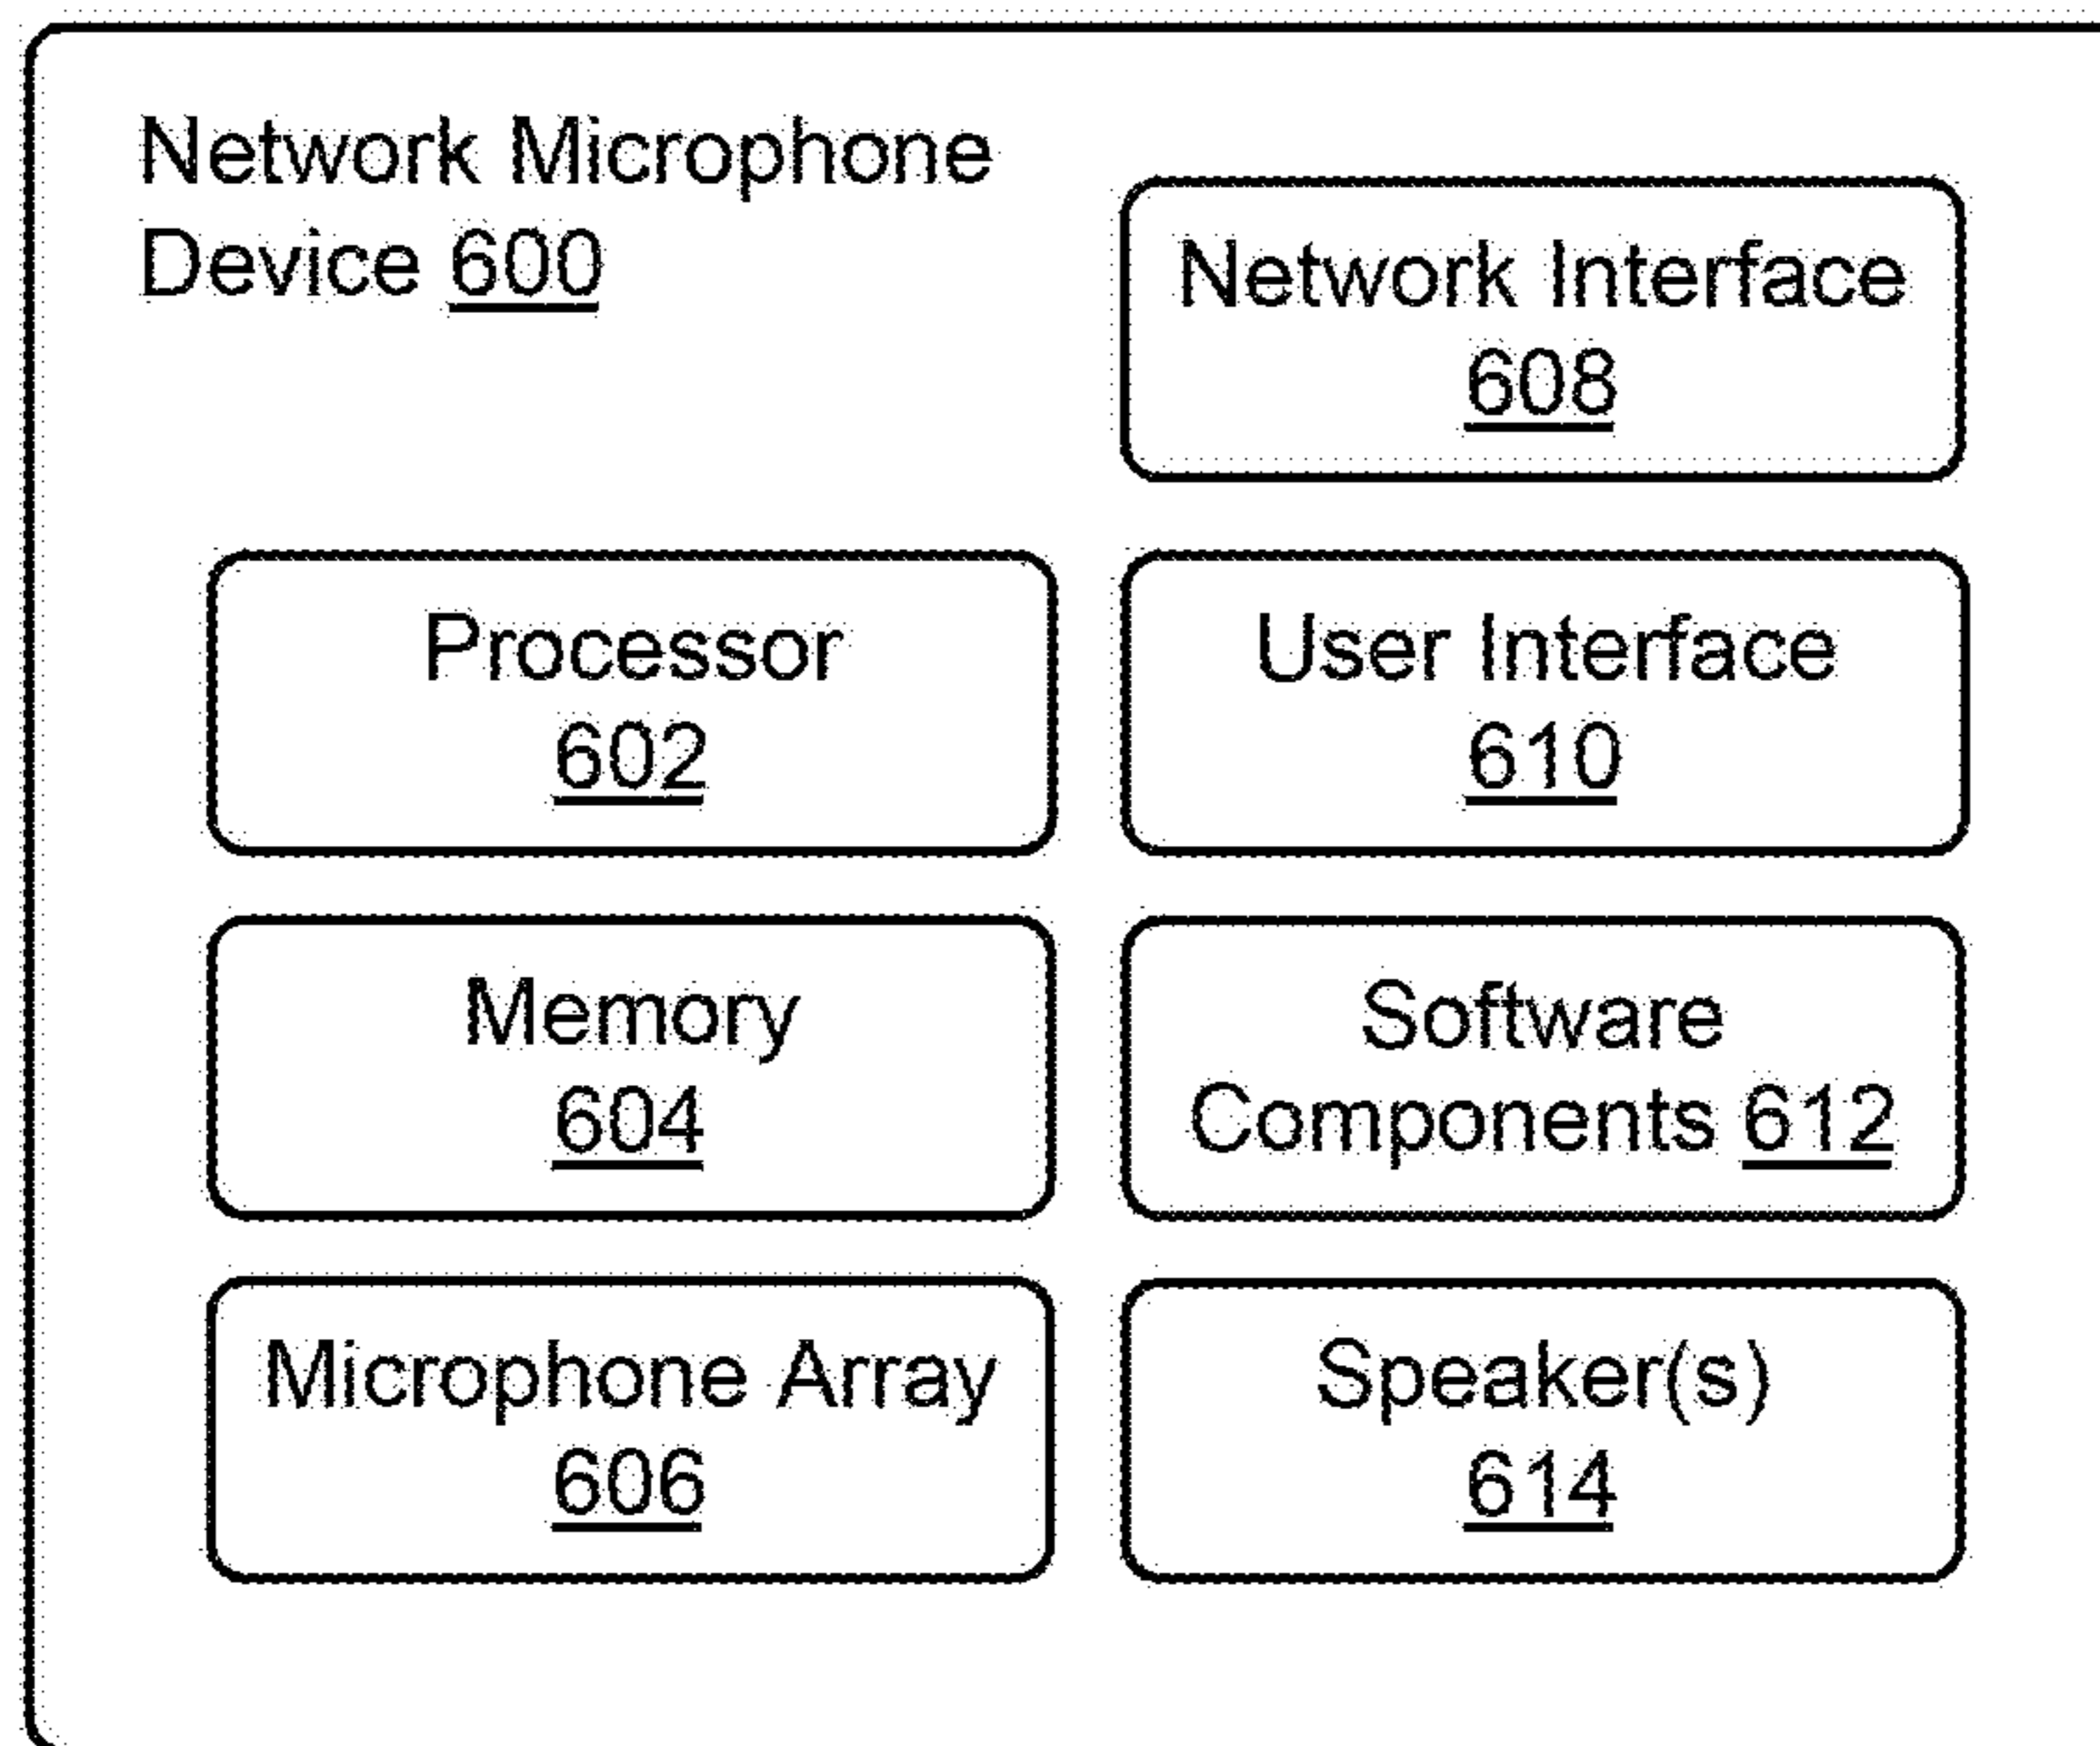 Network Microphone
Device 600
Network Interface
608
Processor
602
User Interface
610
Memory
604
Software
Components 612
Microphone Array
606
Speaker(s)
614